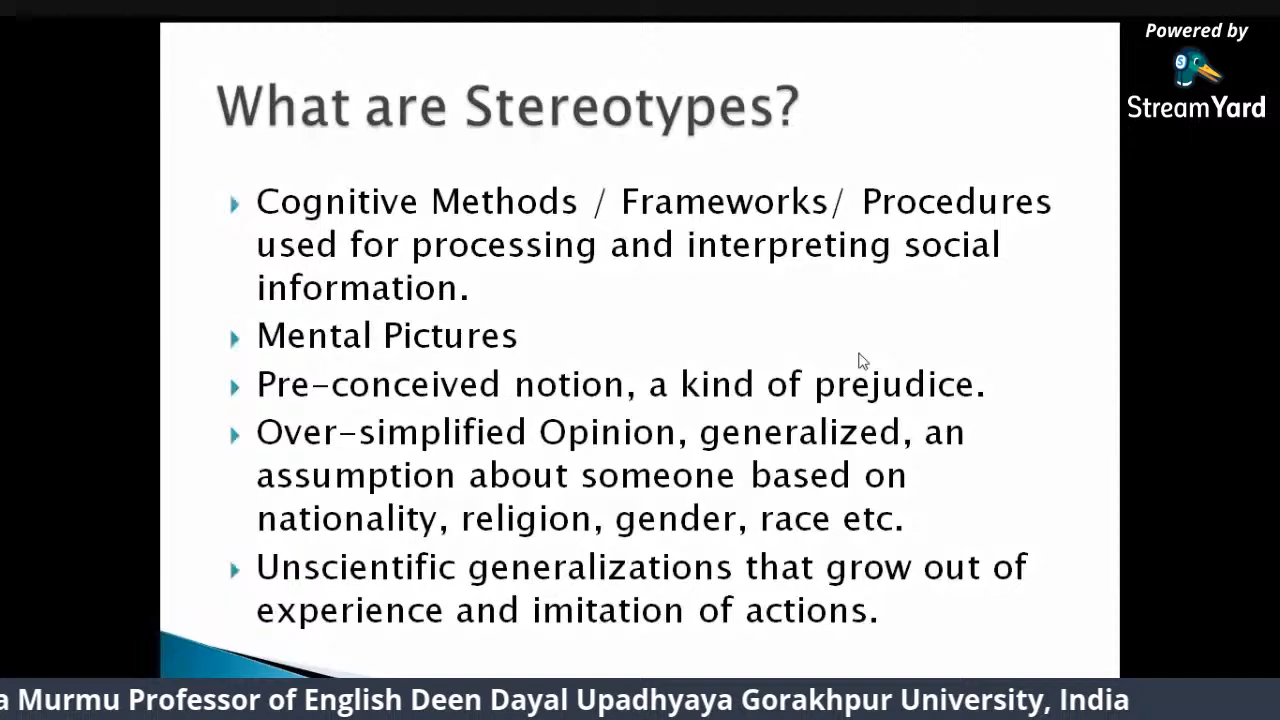 Powered by
StreamYard
What are Stereotypes?
Cognitive Methods / Frameworks/ Procedures
used for processing and interpreting social
information.
Mental Pictures
Pre-conceived notion, a kind of prejudice.
Over-simplified Opinion, generalized, an
assumption about someone based on
nationality, religion, gender, race etc.
Unscientific generalizations that grow out of
experience and imitation of actions.
a Murmu Professor of English Deen Dayal Upadhyaya Gorakhpur University, India